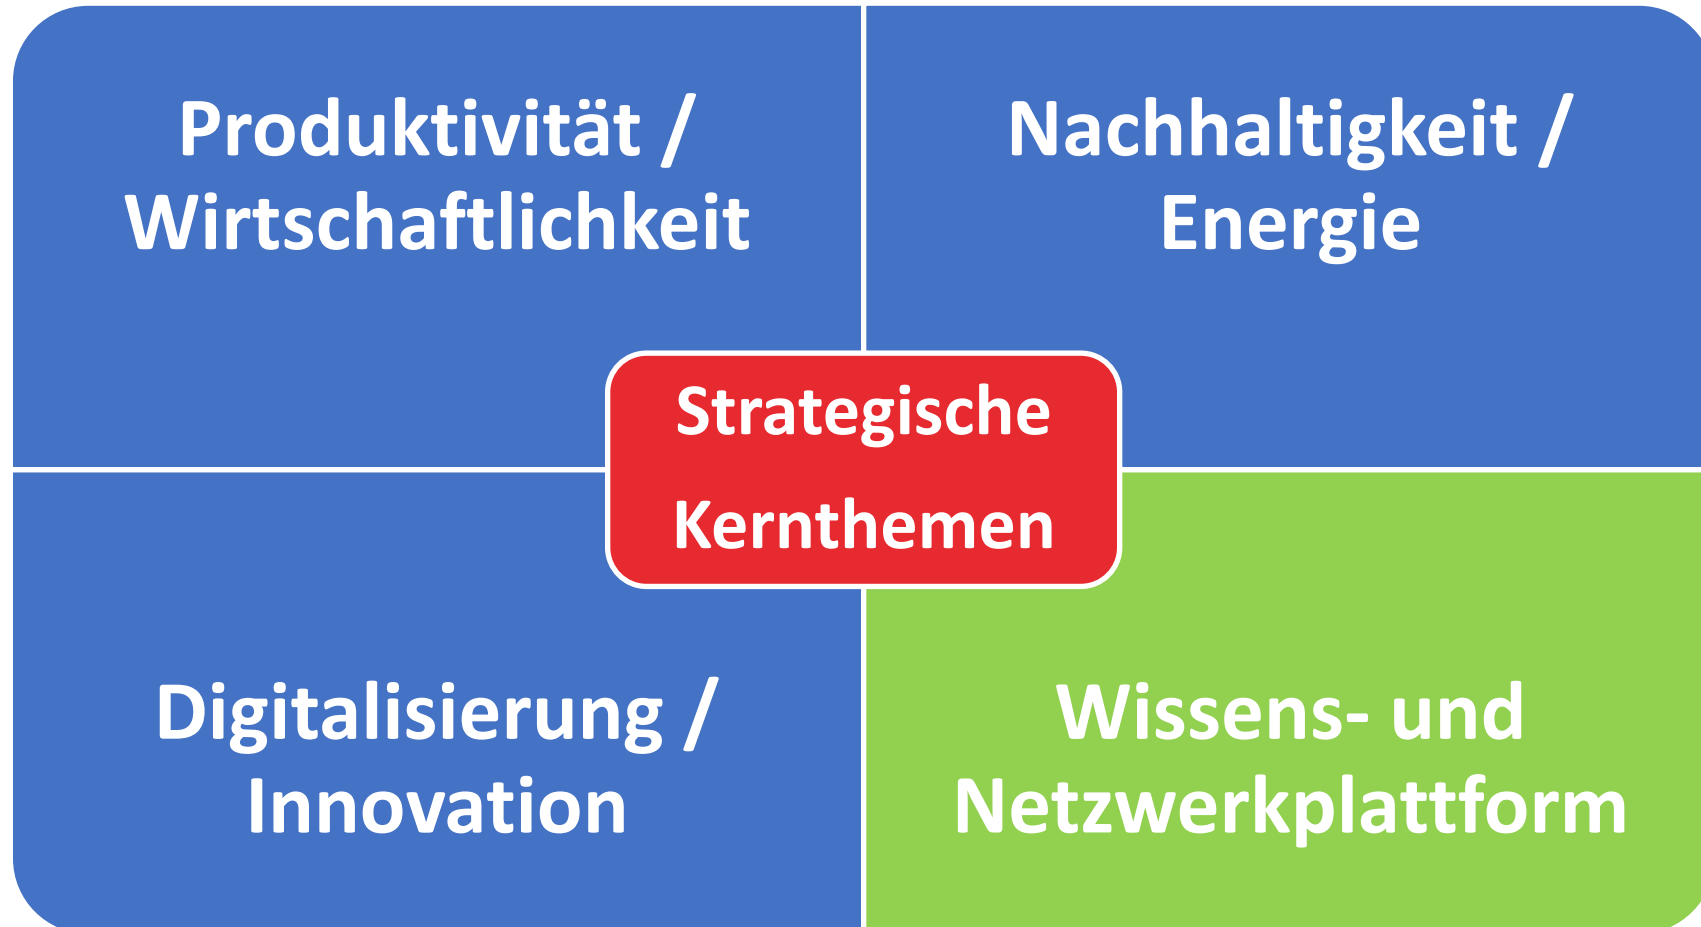 Produktivität /
Wirtschaftlichkeit
Nachhaltigkeit /
Energie
Strategische
Kernthemen
Digitalisierung /
Innovation
Wissens- und
Netzwerkplattform